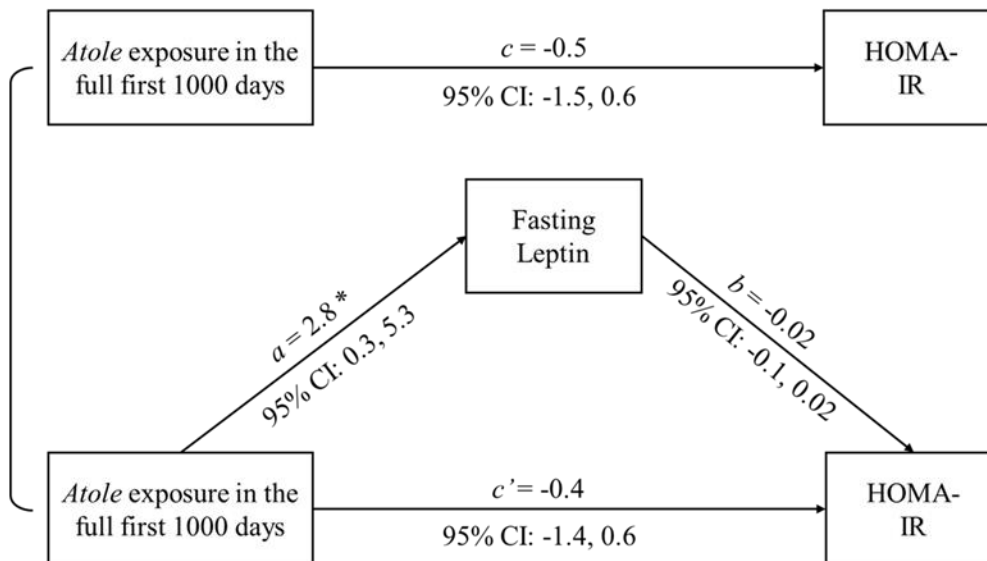 Atole exposure in the
full first 1000 days
c = -0.5
95% CI: -1.5, 0.6
HOMA-
IR
Fasting
Leptin
a = 2.8 *
95% CI: 0.3, 5.3
b = -0.02
95% CI: -0.1, 0.02
Atole exposure in the
full first 1000 days
c’ = -0.4
95% CI: -1.4, 0.6
HOMA-
IR